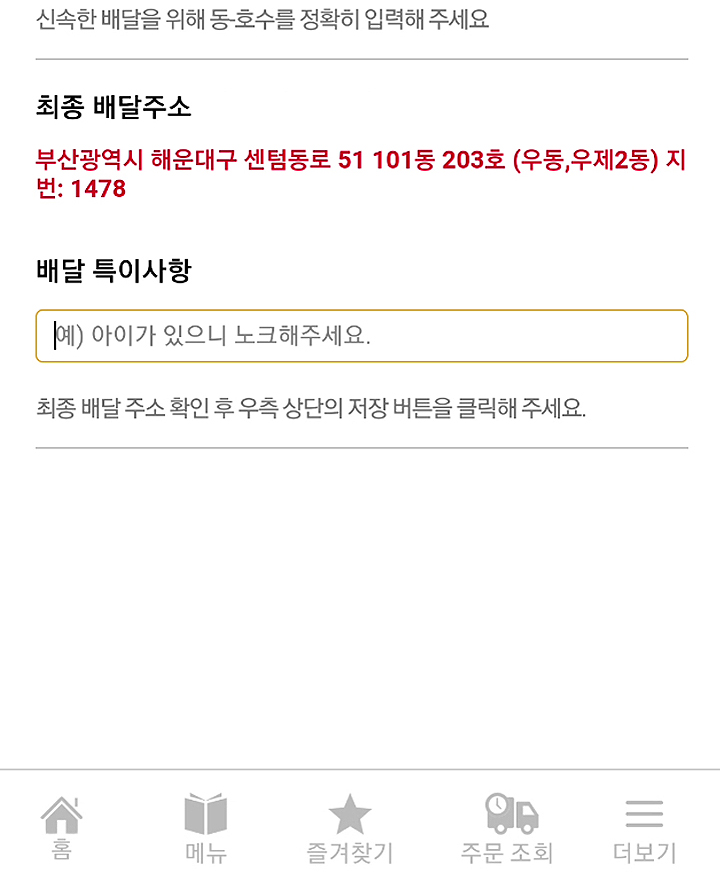 신속한 배달을 위해 동·호수를 정확히 입력해 주세요
최종 배달주소
부산광역시 해운대구 센텀동로 51 101동 203호 (우동,우제2동) 지
번: 1478
배달 특이사항
예) 아이가 있으니 노크해주세요.
최종 배달 주소 확인 후 우측 상단의 저장 버튼을 클릭해 주세요.
홈 메뉴 즐겨찾기 주문 조회 더보기